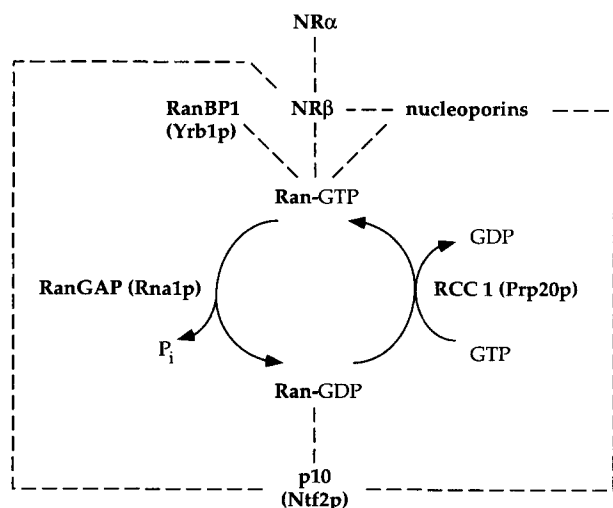 NRα
RanBP1
(Yrb1p)
NRβ
nucleoporins
Ran-GTP
GDP
RanGAP (Rna1p)
RCC 1 (Prp20p)
Pi
GTP
Ran-GDP
p10
(Ntf2p)